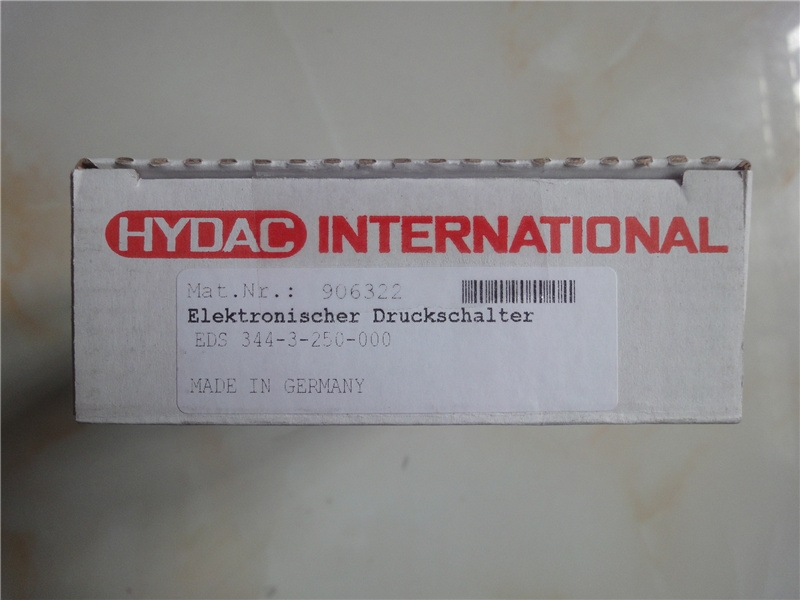 HYDAC INTERNATIONAL
Mat.Nr.: 906322
Elektronischer Druckschalter
EDS 344-3-250-000
MADE IN GERMANY